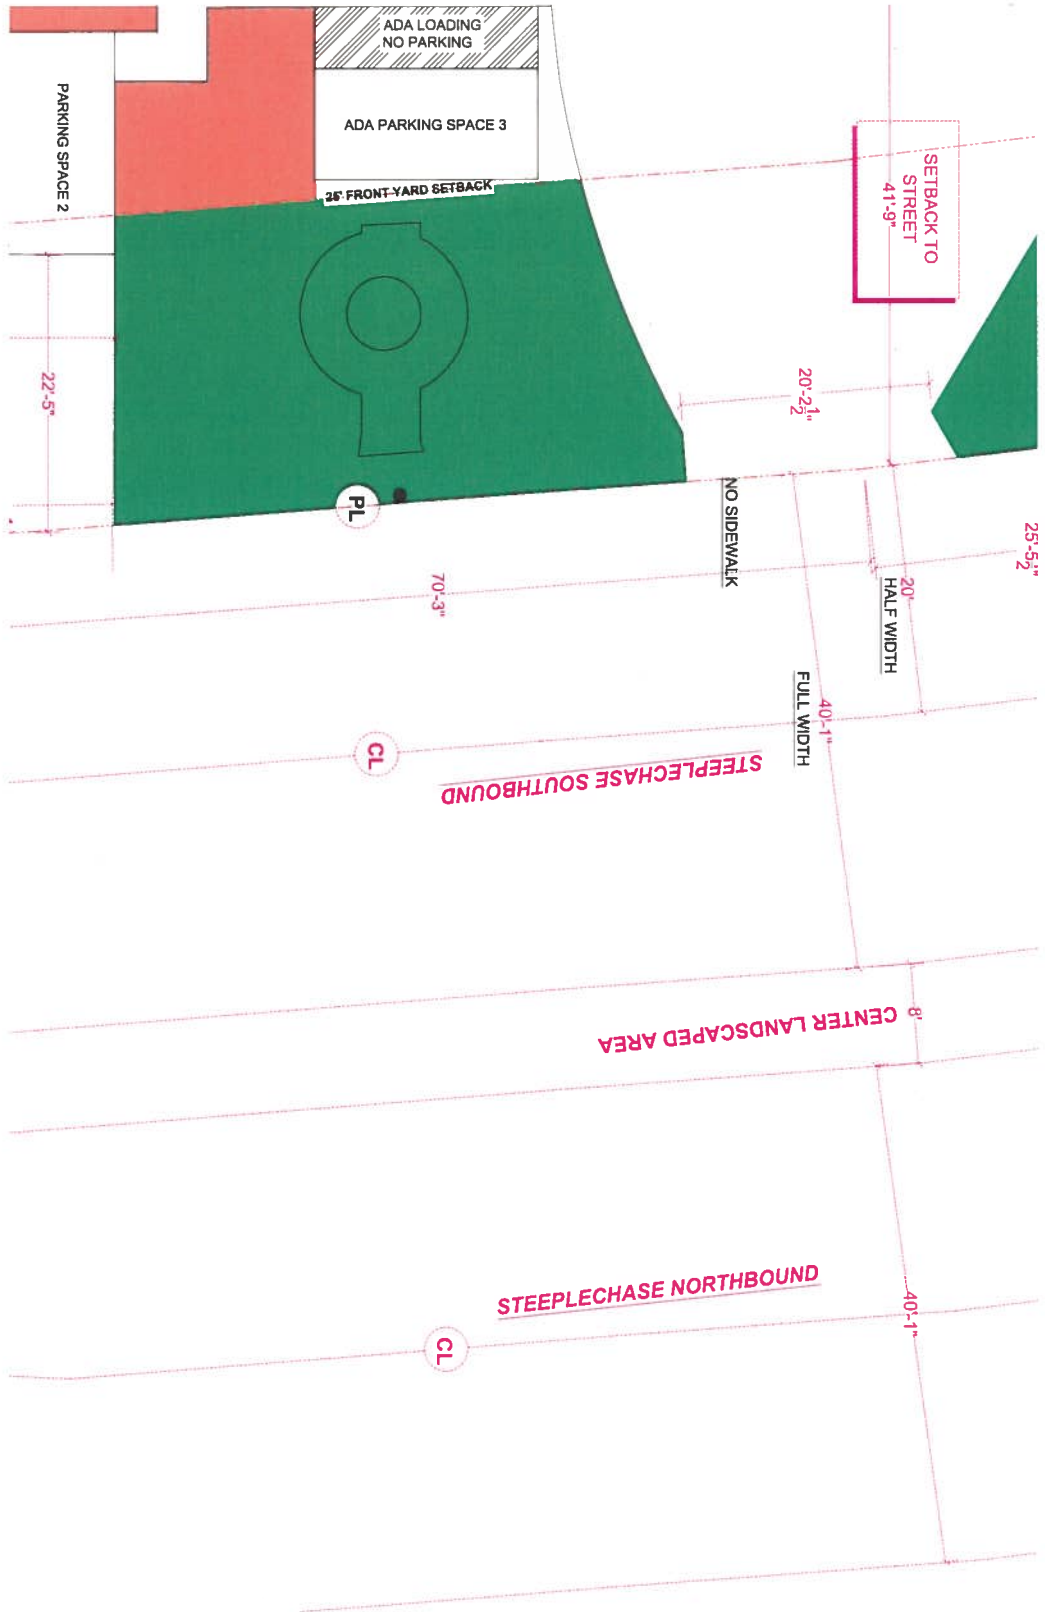 ADA LOADING
NO PARKING
PARKING SPACE 2
ADA PARKING SPACE 3
25' FRONT YARD SETBACK
SETBACK TO
STREET
41'-9"
22'-5"
20'-2 1/2"
PL
NO SIDEWALK
25'-5 1/2"
20'
HALF WIDTH
70'-3"
40'-1"
FULL WIDTH
CL
STEEPLECHASE SOUTHBOUND
8'
CENTER LANDSCAPED AREA
STEEPLECHASE NORTHBOUND
40'-1"
CL